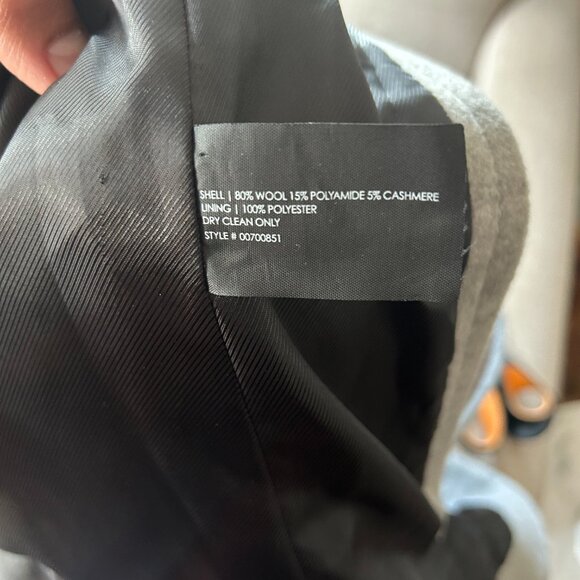 SHELL | 80% WOOL 15% POLYAMIDE 5% CASHMERE
LINING | 100% POLYESTER
DRY CLEAN ONLY
STYLE # 00700851